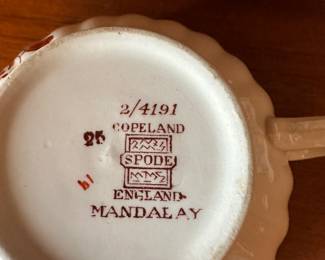 2/4191
COPELAND
25
SPODE
ENGLAND
MANDALAY